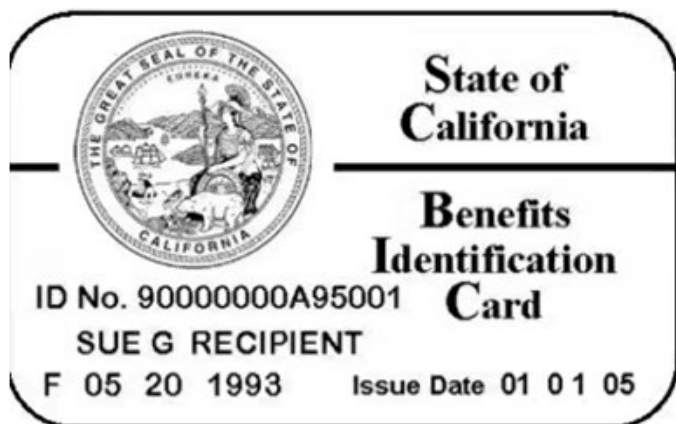 THE GREAT SEAL OF THE STATE OF CALIFORNIA
EUREKA
State of
California
Benefits
Identification
Card
ID No. 90000000A95001
SUE G RECIPIENT
F 05 20 1993 Issue Date 01 0 1 05